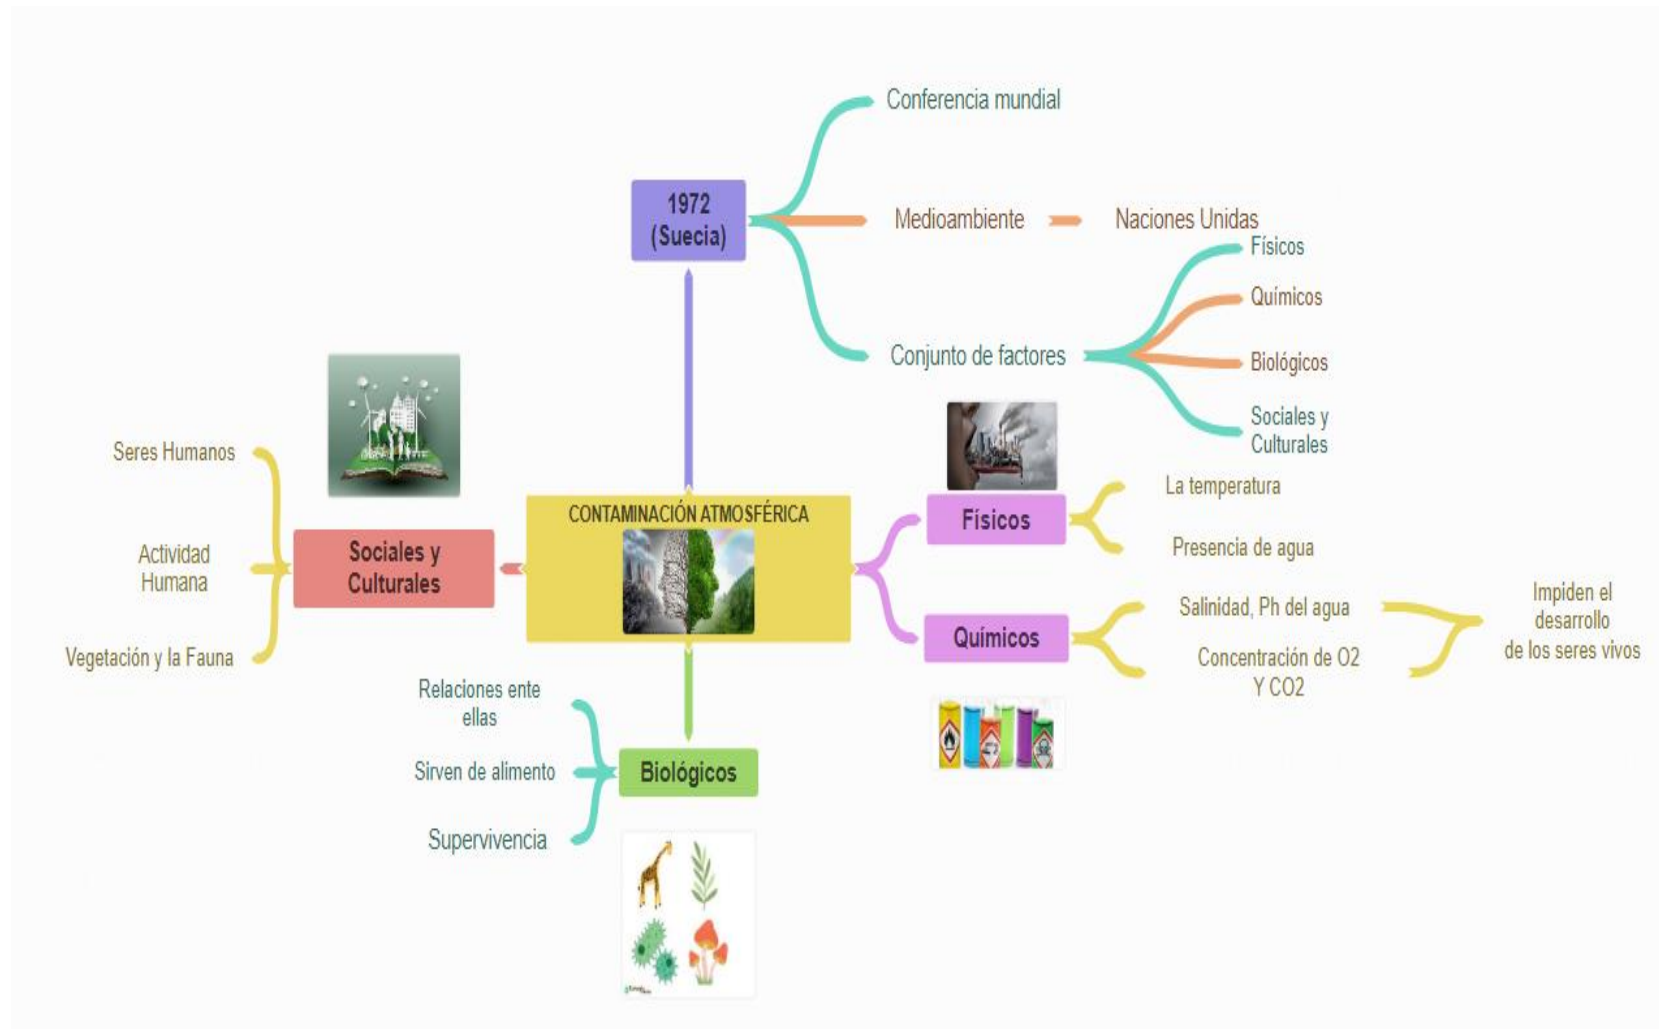 Conferencia mundial
1972
(Suecia)
Medioambiente
Naciones Unidas
Físicos
Químicos
Conjunto de factores
Biológicos
Sociales y
Culturales
Seres Humanos
Actividad
Humana
Vegetación y la Fauna
Sociales y
Culturales
CONTAMINACIÓN ATMOSFÉRICA
Físicos
La temperatura
Presencia de agua
Químicos
Salinidad, Ph del agua
Concentración de O2
Y CO2
Impiden el
desarrollo
de los seres vivos
Relaciones ente
ellas
Sirven de alimento
Supervivencia
Biológicos